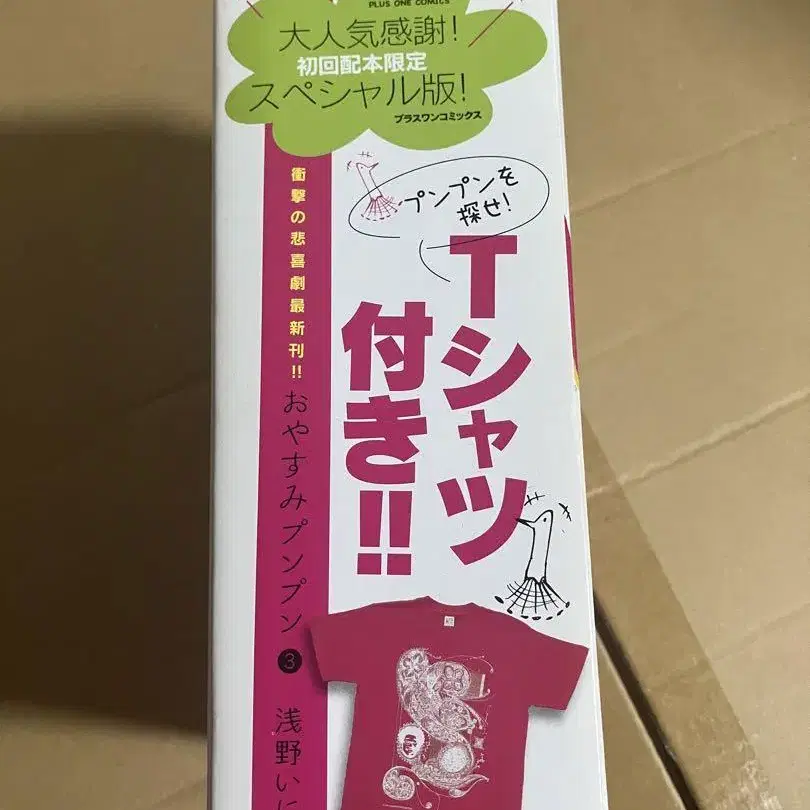 PLUS ONE COMICS
大人気感謝!
初回配本限定
スペシャル版!
プラスワンコミックス
プンプンを
探せ!
Tシャツ
付き!!
衝撃の悲喜劇最新刊!!
おやすみプンプン 3 浅野いに